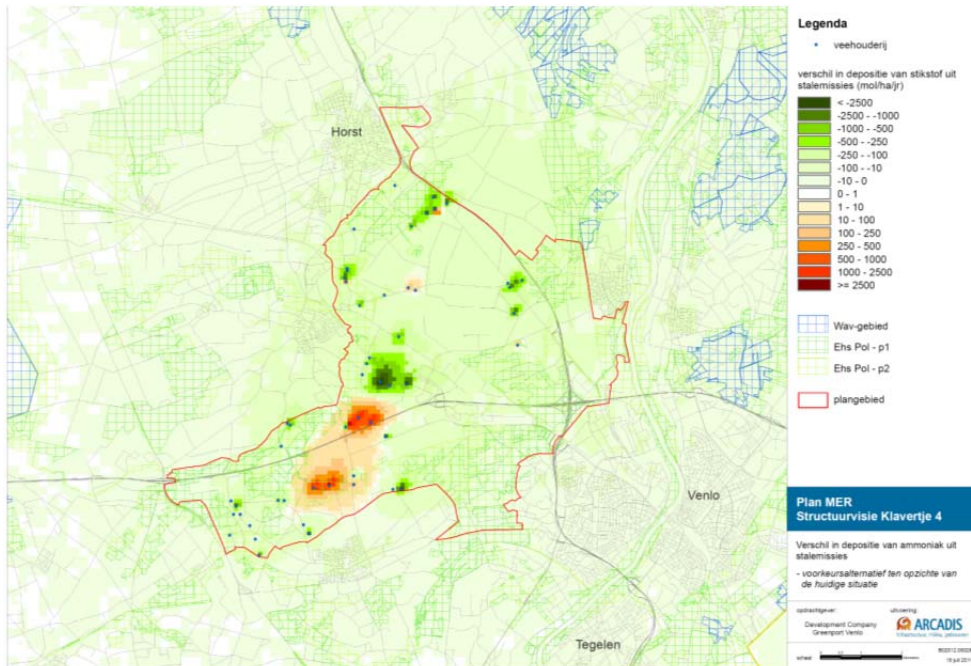 Horst
Venlo
Tegelen
Legenda
veehouderij
verschil in depositie van stikstof uit
stalemissies (mol/ha/jr)
< -2500
-2500 - -1000
-1000 - -500
-500 - -250
-250 - -100
-100 - -10
-10 - 0
0 - 1
1 - 10
10 - 100
100 - 250
250 - 500
500 - 1000
1000 - 2500
>= 2500
Wav-gebied
Ehs Pol - p1
Ehs Pol - p2
plangebied
Plan MER
Structuurvisie Klavertje 4
Verschil in depositie van ammoniak uit
stalemissies
- voorkeursalternatief ten opzichte van
de huidige situatie
opdrachtgever:
uitvoering:
Development Company
Greenport Venlo
ARCADIS
schaal